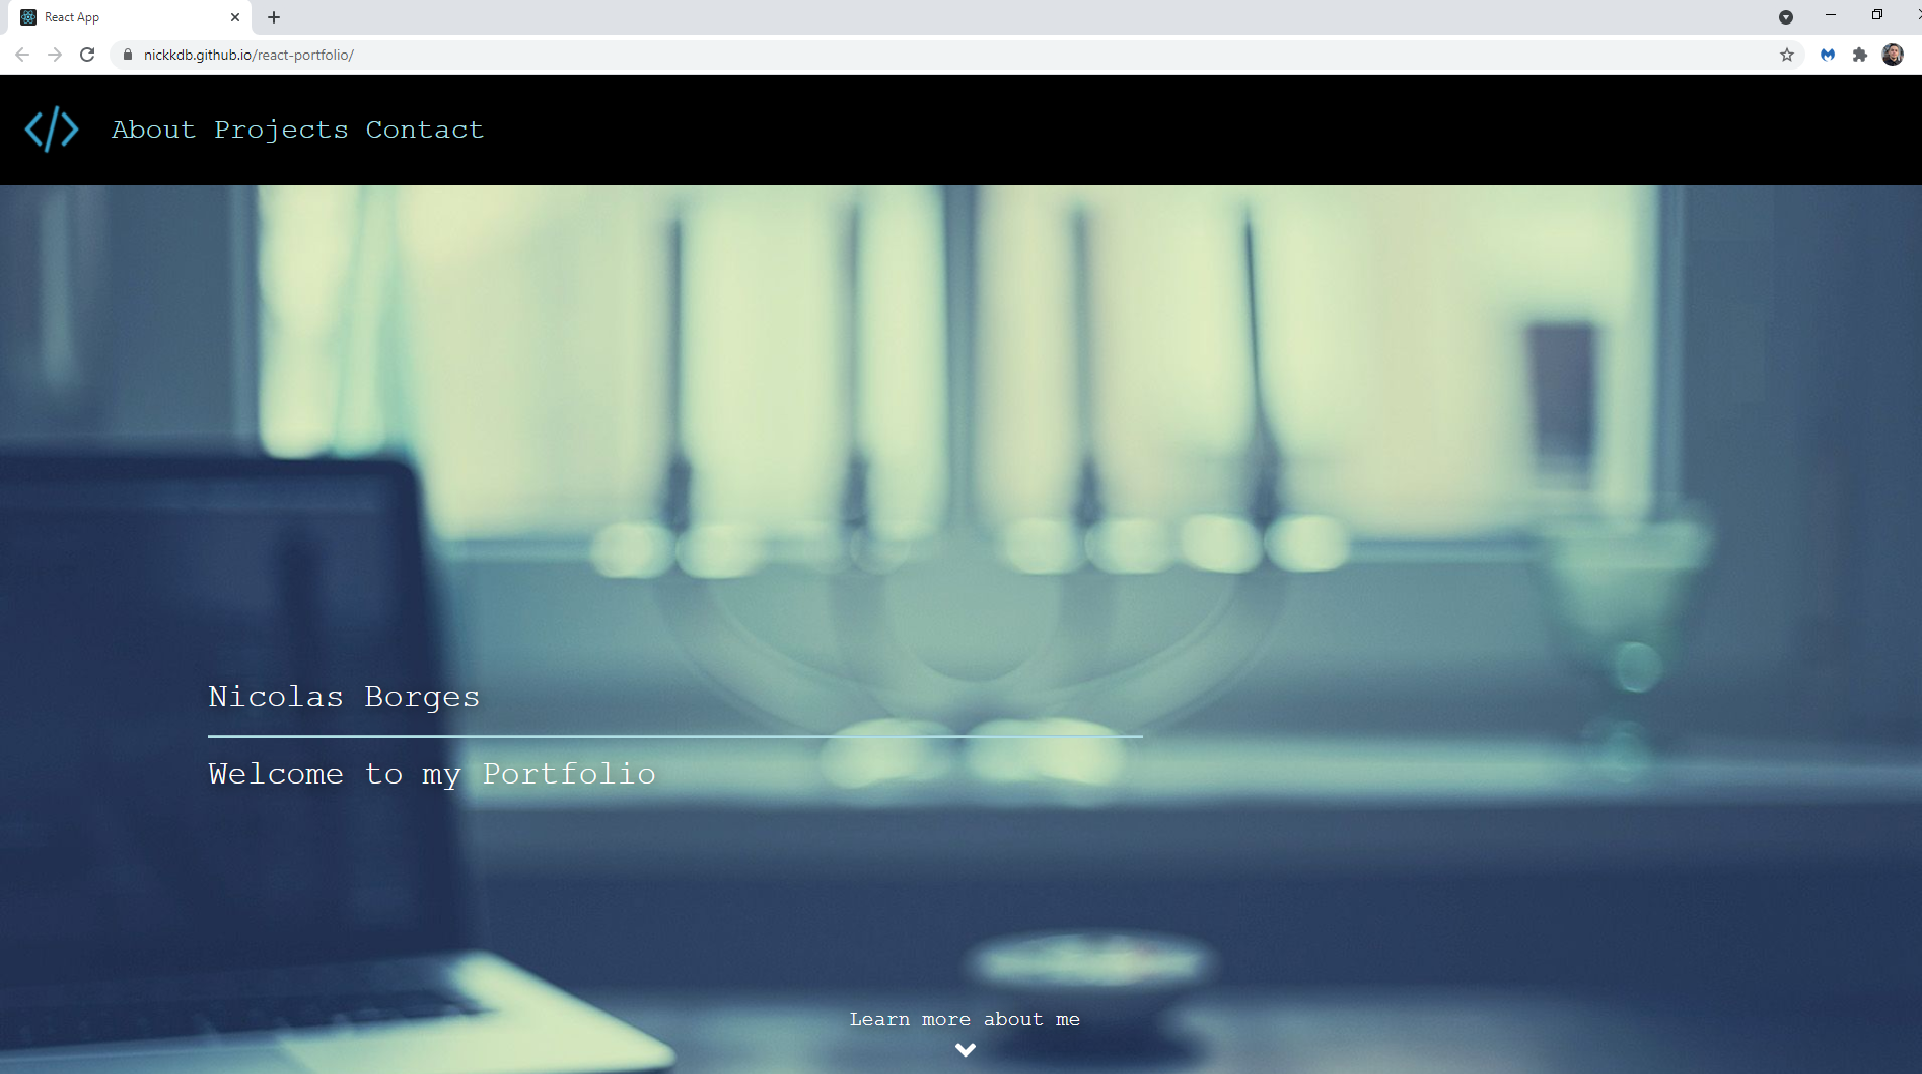 React App
nickkdb.github.io/react-portfolio/
</> About Projects Contact
Nicolas Borges
Welcome to my Portfolio
Learn more about me